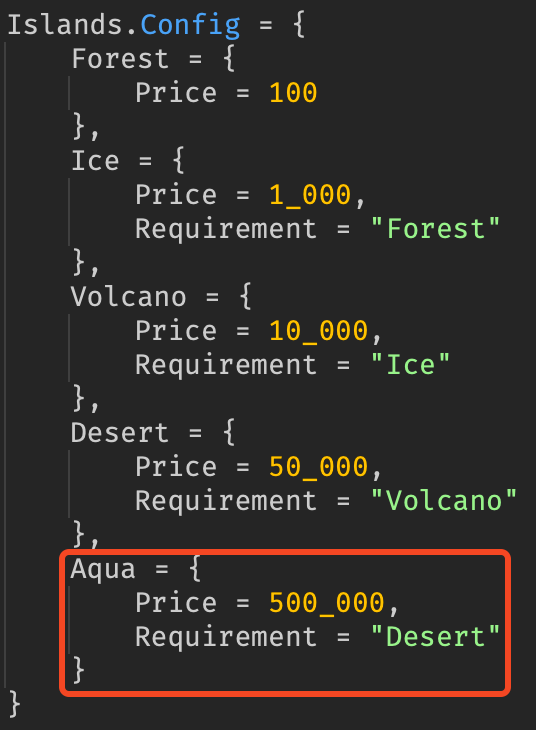 Islands.Config = {
    Forest = {
        Price = 100
    },
    Ice = {
        Price = 1_000,
        Requirement = "Forest"
    },
    Volcano = {
        Price = 10_000,
        Requirement = "Ice"
    },
    Desert = {
        Price = 50_000,
        Requirement = "Volcano"
    },
    Aqua = {
        Price = 500_000,
        Requirement = "Desert"
    }
}